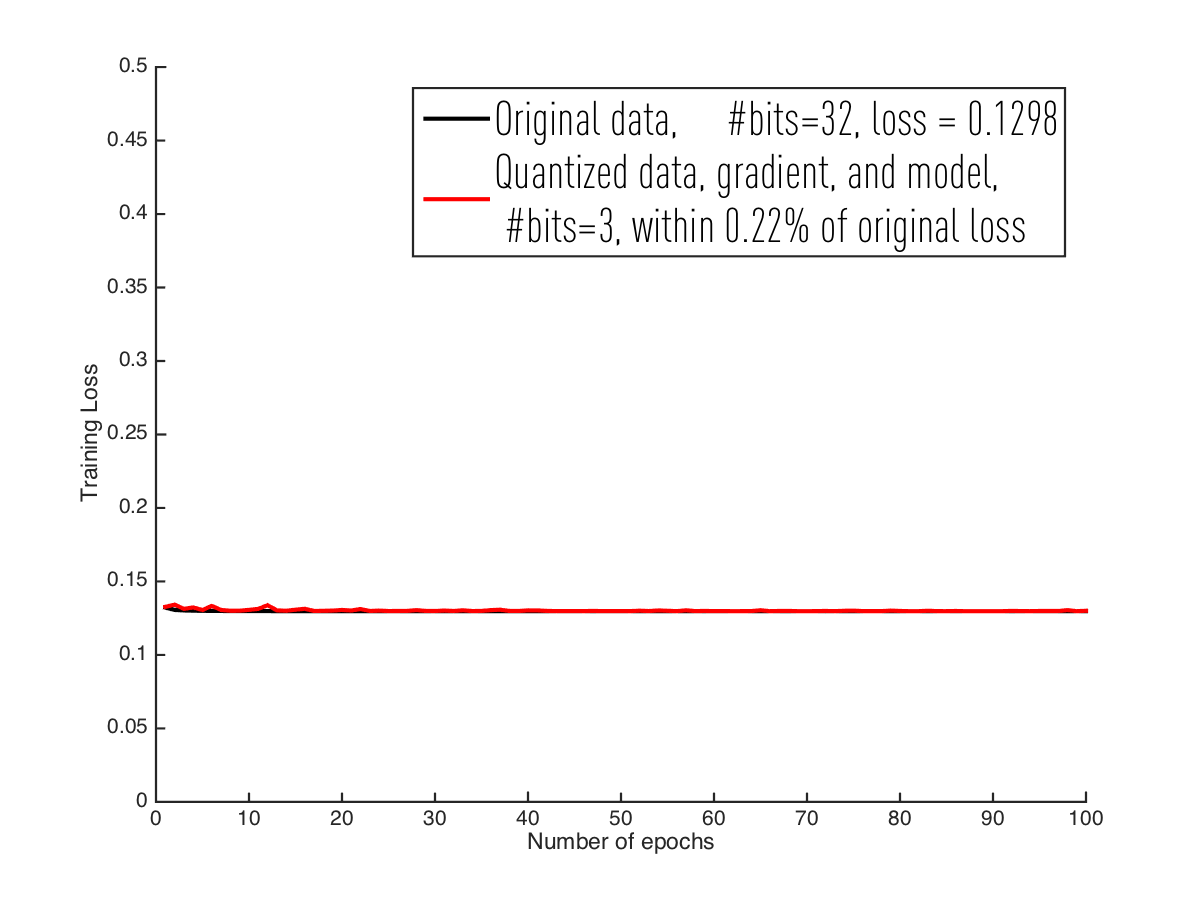 0.5
Original data, #bits=32, loss = 0.1298
0.45
Quantized data, gradient, and model,
0.4
#bits=3, within 0.22% of original loss
0.35
0.3
Training Loss
0.25
0.2
0.15
0.1
0.05
0
0 10 20 30 40 50 60 70 80 90 100
Number of epochs